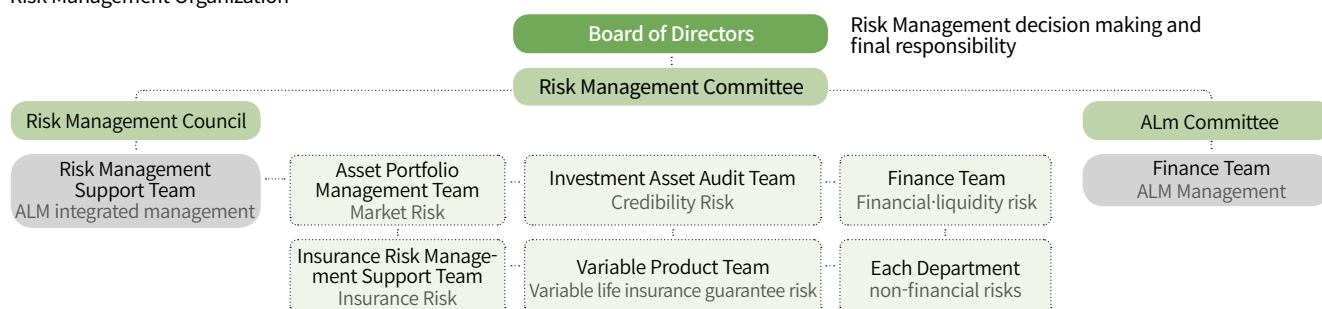 Risk Management Organization
Board of Directors
Risk Management decision making and
final responsibility
Risk Management Committee
Risk Management Council
ALm Committee
Risk Management
Support Team
ALM integrated management
Asset Portfolio
Management Team
Market Risk
Investment Asset Audit Team
Credibility Risk
Finance Team
Financial·liquidity risk
Finance Team
ALM Management
Insurance Risk Manage-
ment Support Team
Insurance Risk
Variable Product Team
Variable life insurance guarantee risk
Each Department
non-financial risks